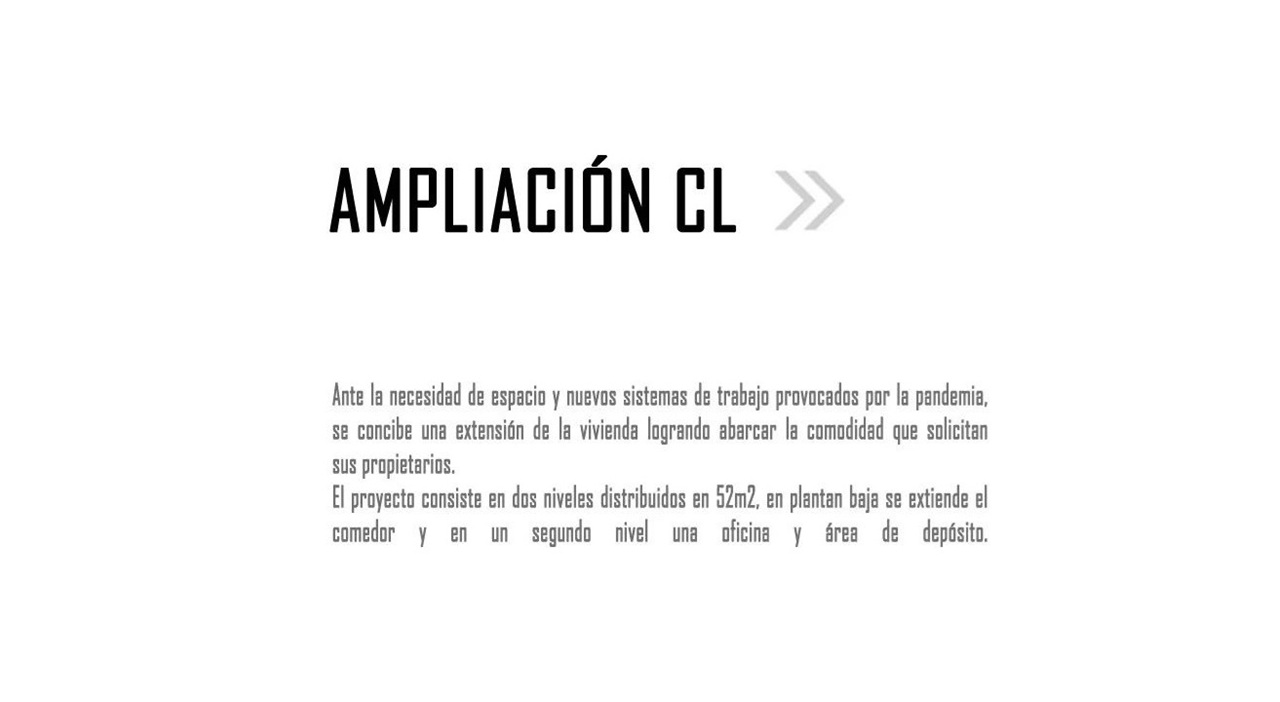 AMPLIACIÓN CL
Ante la necesidad de espacio y nuevos sistemas de trabajo provocados por la pandemia,
se concibe una extensión de la vivienda logrando abarcar la comodidad que solicitan
sus propietarios.
El proyecto consiste en dos niveles distribuidos en 52m2, en plantan baja se extiende el
comedor y en un segundo nivel una oficina y área de depósito.